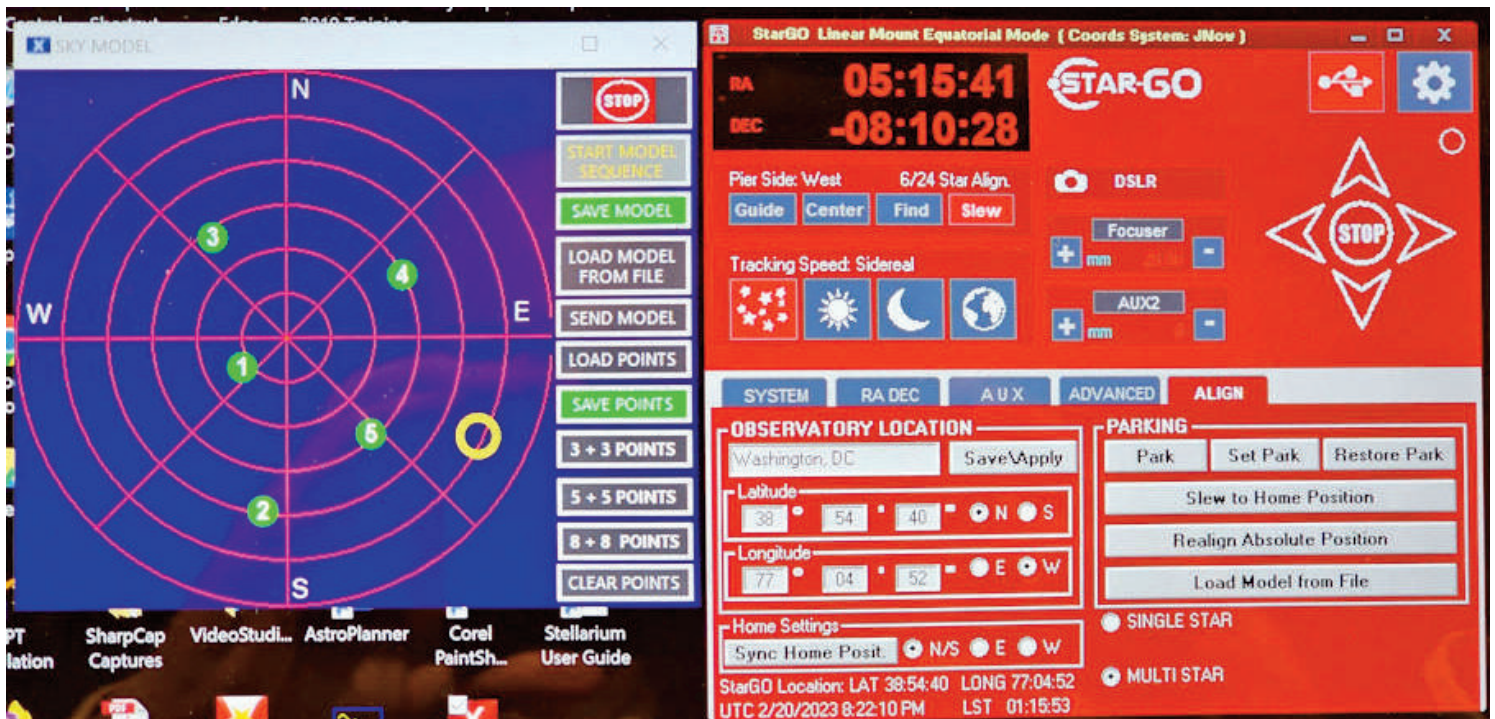 2019 Training
SKY MODEL
N
W
E
S
3
4
1
5
2
STOP
START MODEL
SEQUENCE
SAVE MODEL
LOAD MODEL
FROM FILE
SEND MODEL
LOAD POINTS
SAVE POINTS
3 + 3 POINTS
5 + 5 POINTS
8 + 8 POINTS
CLEAR POINTS
SharpCap
Captures
VideoStudi...
AstroPlanner
Corel
PaintSh...
Stellarium
User Guide
StarGO Linear Mount Equatorial Mode ( Coords System: JNow )
RA 05:15:41
DEC -08:10:28
STAR-GO
Pier Side: West 6/24 Star Align.
Guide Center Find Slew
Tracking Speed: Sidereal
DSLR
Focuser
+ mm -
AUX2
+ mm -
STOP
SYSTEM RA DEC A U X ADVANCED ALIGN
OBSERVATORY LOCATION
Washington, DC Save\Apply
Latitude
38 ° 54 ' 40 " N S
Longitude
77 ° 04 ' 52 " E W
Home Settings
Sync Home Posit. N/S E W
StarGO Location: LAT 38:54:40 LONG 77:04:52
UTC 2/20/2023 8:22:10 PM LST 01:15:53
PARKING
Park Set Park Restore Park
Slew to Home Position
Realign Absolute Position
Load Model from File
SINGLE STAR
MULTI STAR